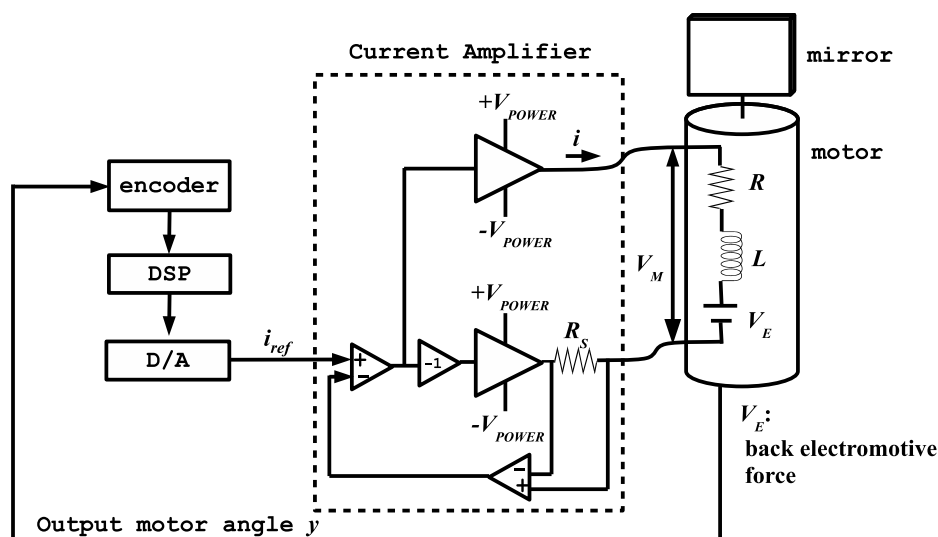 Current Amplifier
mirror
+V_POWER
i
motor
encoder
R
-V_POWER
DSP
V_M
L
+V_POWER
R_S
V_E
i_ref
D/A
+
-
-1
-V_POWER
V_E:
back electromotive
force
-
+
Output motor angle y